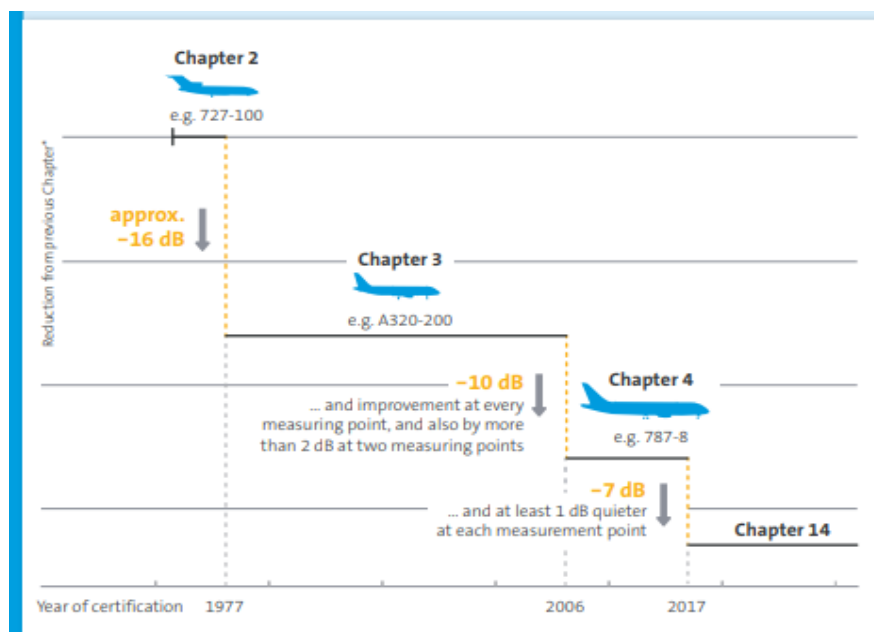 Chapter 2
e.g. 727-100
Reduction from previous Chapter*
approx.
−16 dB
Chapter 3
e.g. A320-200
−10 dB
... and improvement at every
measuring point, and also by more
than 2 dB at two measuring points
Chapter 4
e.g. 787-8
−7 dB
... and at least 1 dB quieter
at each measurement point
Chapter 14
Year of certification 1977 2006 2017